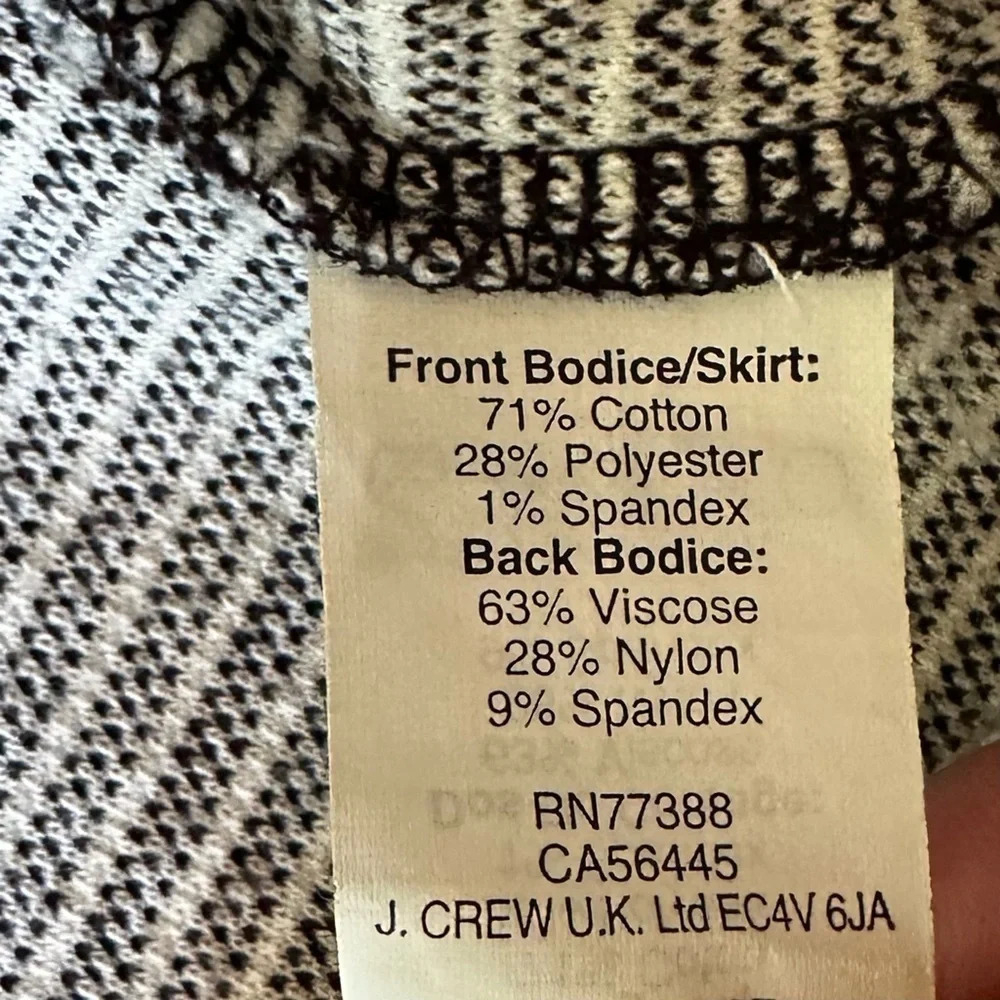 Front Bodice/Skirt:
71% Cotton
28% Polyester
1% Spandex
Back Bodice:
63% Viscose
28% Nylon
9% Spandex
RN77388
CA56445
J. CREW U.K. Ltd EC4V 6JA